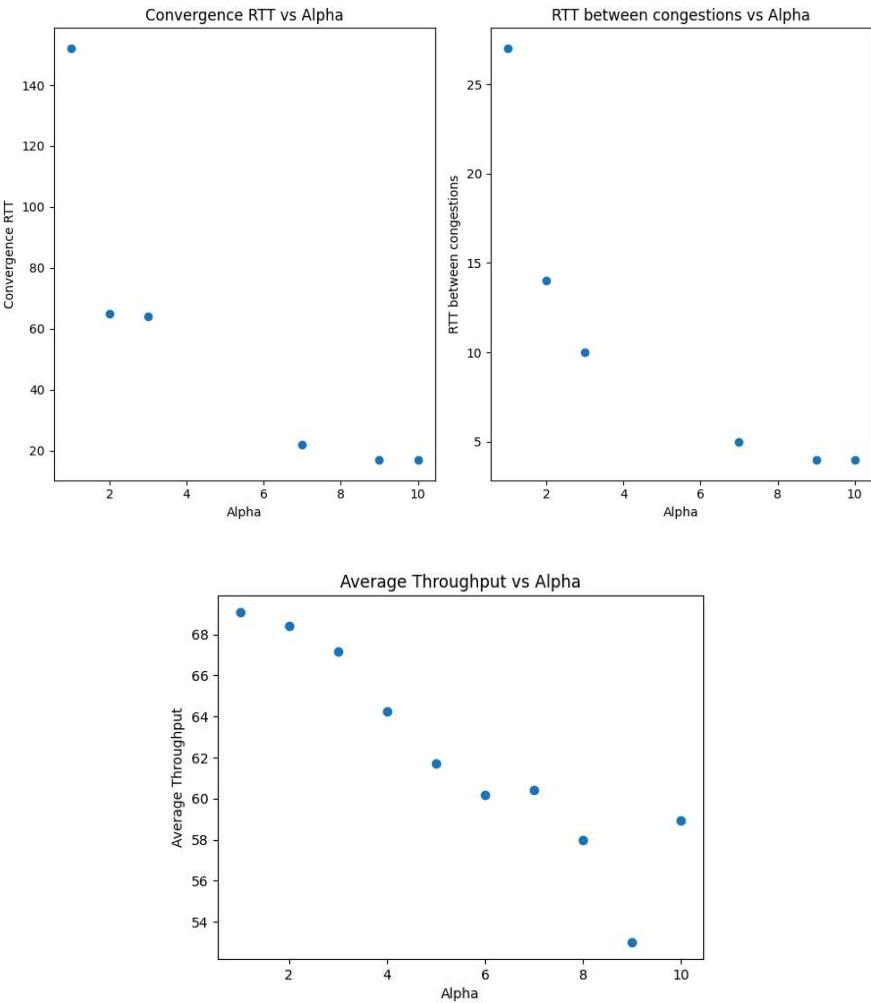 Convergence RTT vs Alpha
140
120
100
80
60
40
20
Convergence RTT
2 4 6 8 10
Alpha
RTT between congestions vs Alpha
25
20
15
10
5
RTT between congestions
2 4 6 8 10
Alpha
Average Throughput vs Alpha
68
66
64
62
60
58
56
54
Average Throughput
2 4 6 8 10
Alpha